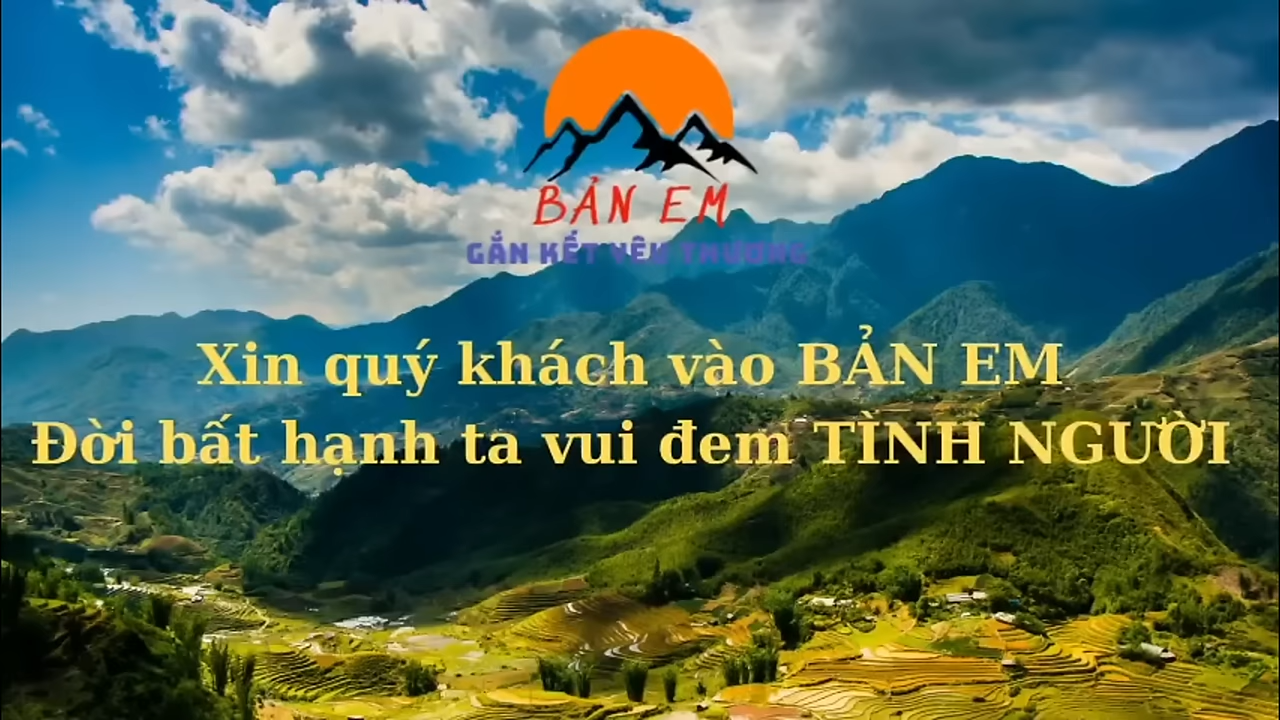 BẢN EM
GẮN KẾT YÊU THƯƠNG
Xin quý khách vào BẢN EM
Đời bất hạnh ta vui đem TÌNH NGƯỜI